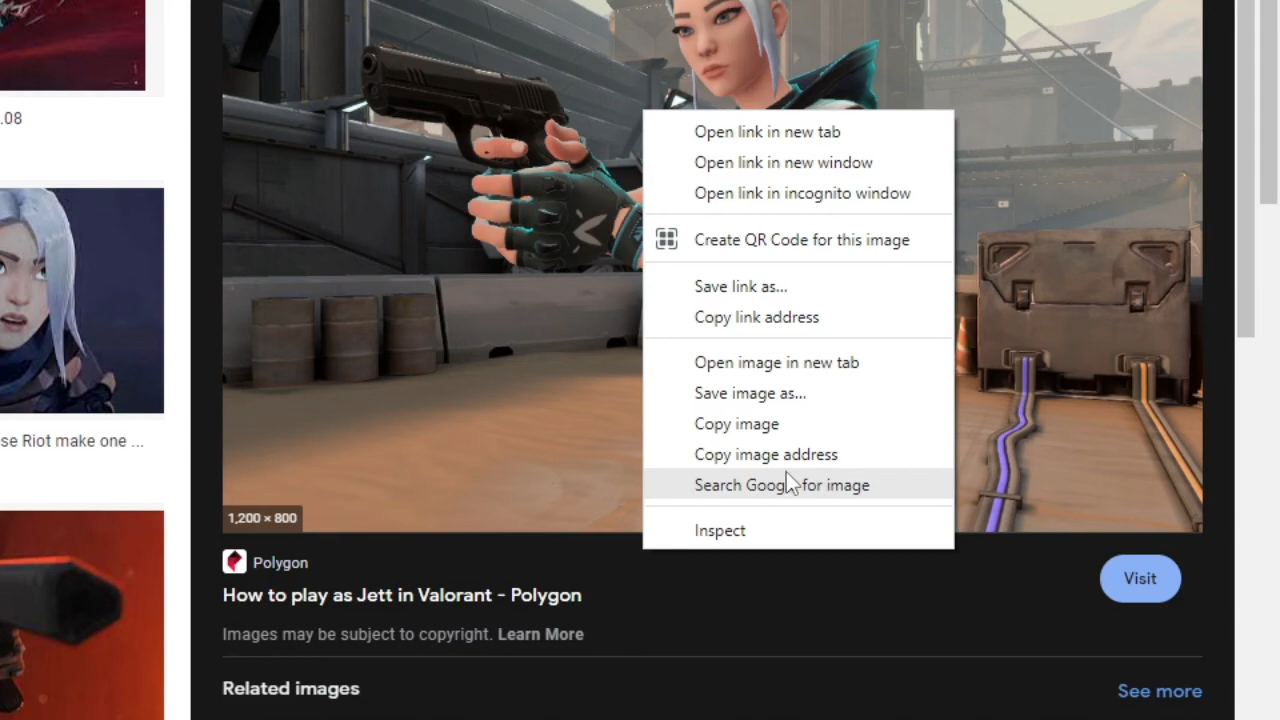 .08
se Riot make one ...
Open link in new tab
Open link in new window
Open link in incognito window
Create QR Code for this image
Save link as...
Copy link address
Open image in new tab
Save image as...
Copy image
Copy image address
Search Google for image
Inspect
1,200 × 800
Polygon
How to play as Jett in Valorant - Polygon
Visit
Images may be subject to copyright. Learn More
Related images
See more